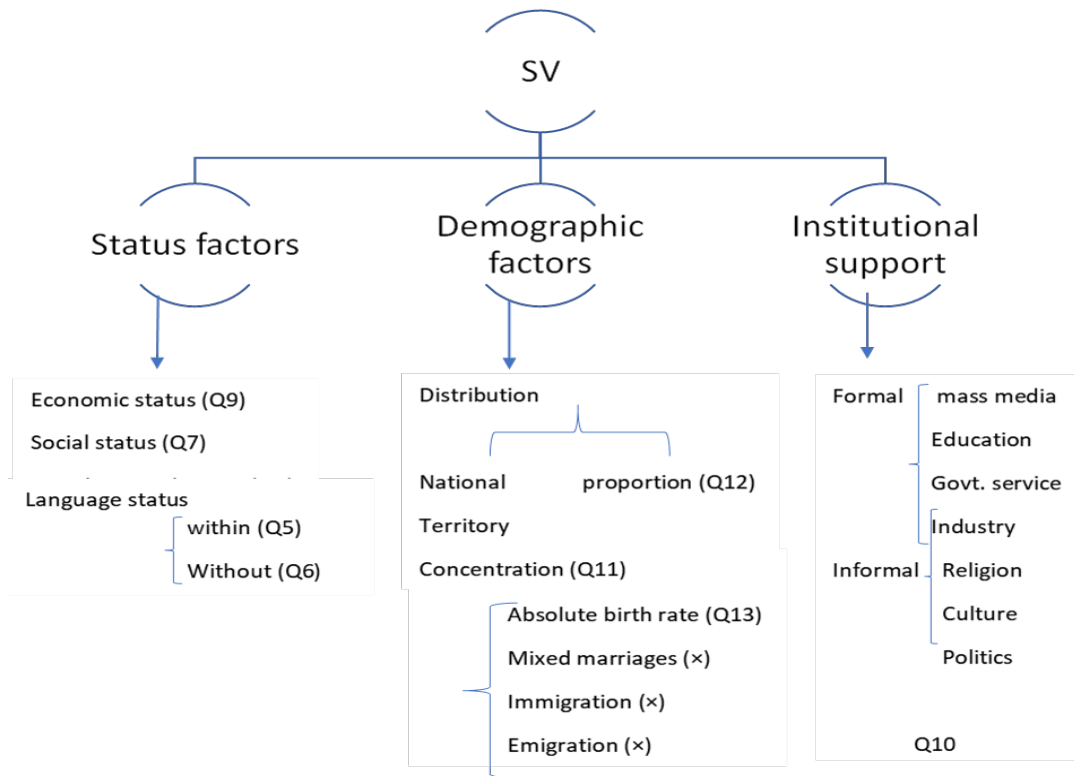 SV
Status factors
Demographic
factors
Institutional
support
Economic status (Q9)
Social status (Q7)
Language status
within (Q5)
Without (Q6)
Distribution
National proportion (Q12)
Territory
Concentration (Q11)
Absolute birth rate (Q13)
Mixed marriages (×)
Immigration (×)
Emigration (×)
Formal mass media
Education
Govt. service
Industry
Informal Religion
Culture
Politics
Q10